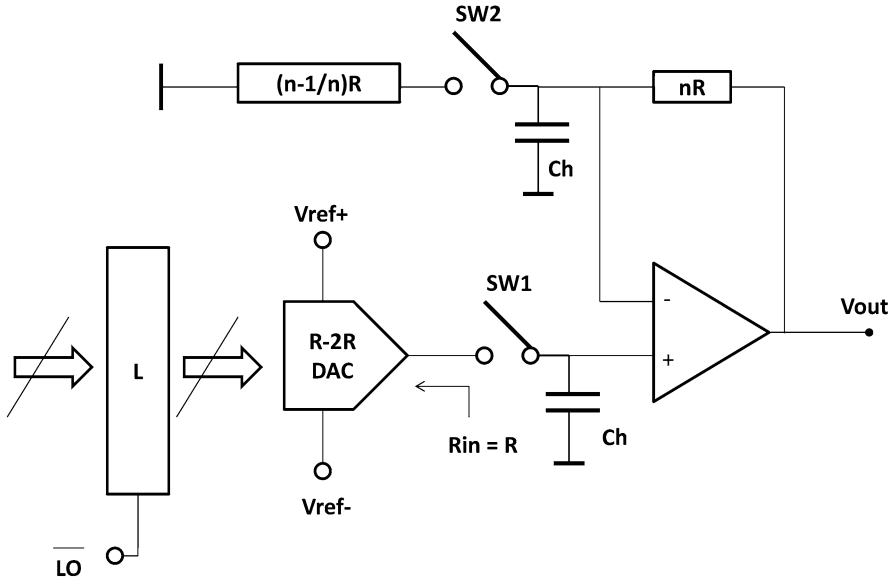 SW2
(n-1/n)R
nR
Ch
Vref+
SW1
Vout
R-2R
DAC
-
+
L
Rin = R
Ch
Vref-
LO